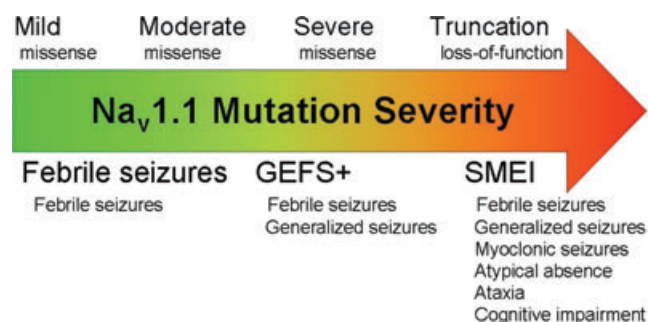 Mild Moderate Severe Truncation
missense missense missense loss-of-function
Nav1.1 Mutation Severity
Febrile seizures GEFS+ SMEI
Febrile seizures Febrile seizures Febrile seizures
Generalized seizures Generalized seizures
Myoclonic seizures
Atypical absence
Ataxia
Cognitive impairment